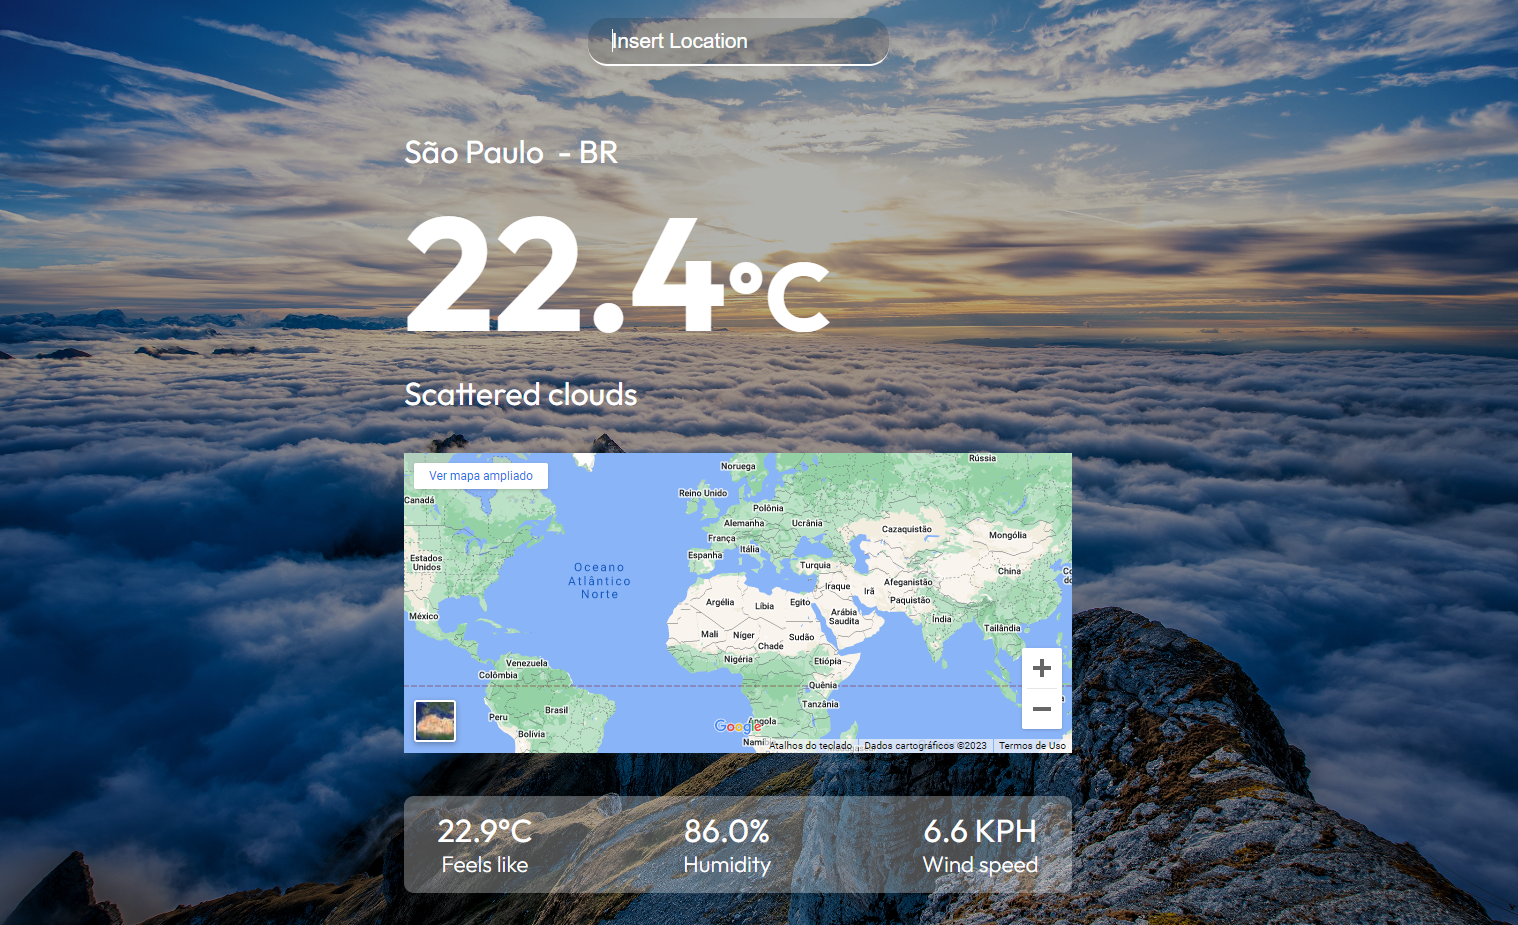 Insert Location
São Paulo - BR
22.4°C
Scattered clouds
Ver mapa ampliado
Rússia
Noruega
Canadá
Reino Unido
Polônia
Alemanha
Ucrânia
Cazaquistão
França
Mongólia
Itália
Espanha
Estados
Unidos
Turquia
Oceano
Atlântico
Norte
China
Iraque
Irã
Afeganistão
Paquistão
Argélia
Líbia
Egito
Arábia
Saudita
México
Índia
Tailândia
Mali
Níger
Chade
Sudão
Nigéria
Etiópia
Venezuela
Colômbia
Quênia
Tanzânia
Peru
Brasil
Google
Angola
Bolívia
Atalhos do teclado
Dados cartográficos ©2023
Termos de Uso
22.9°C
Feels like
86.0%
Humidity
6.6 KPH
Wind speed